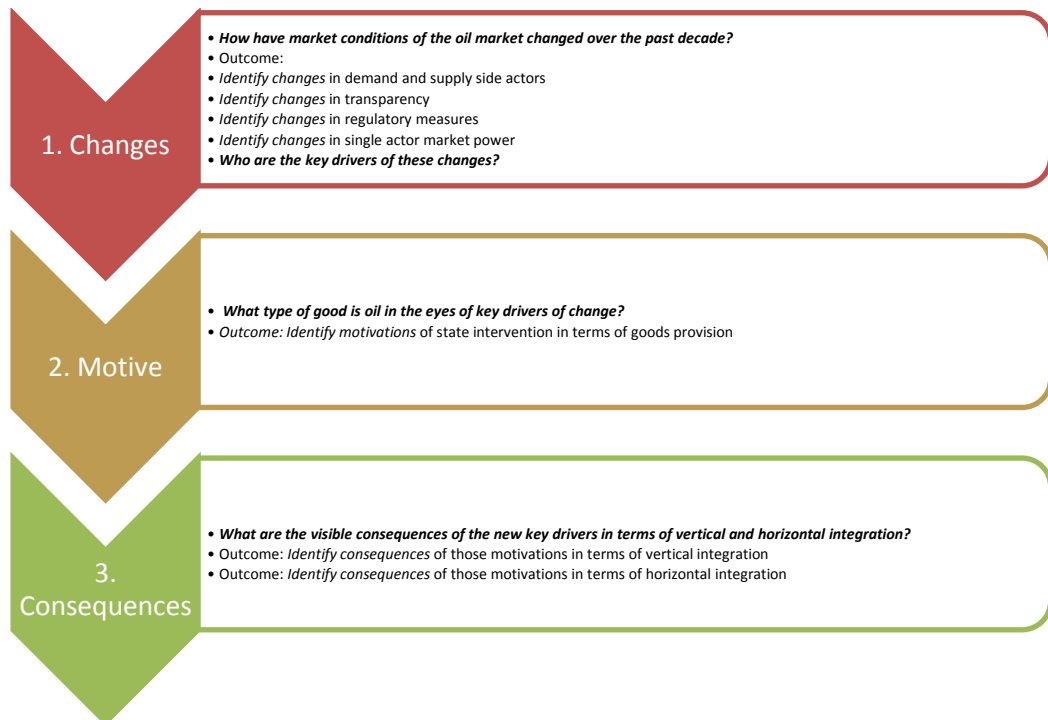 1. Changes
• How have market conditions of the oil market changed over the past decade?
• Outcome:
• Identify changes in demand and supply side actors
• Identify changes in transparency
• Identify changes in regulatory measures
• Identify changes in single actor market power
• Who are the key drivers of these changes?
2. Motive
• What type of good is oil in the eyes of key drivers of change?
• Outcome: Identify motivations of state intervention in terms of goods provision
3.
Consequences
• What are the visible consequences of the new key drivers in terms of vertical and horizontal integration?
• Outcome: Identify consequences of those motivations in terms of vertical integration
• Outcome: Identify consequences of those motivations in terms of horizontal integration